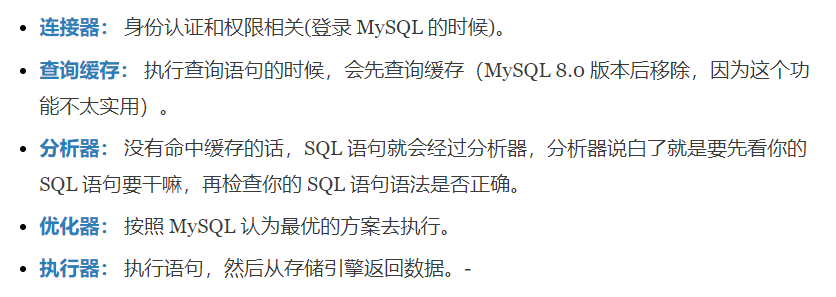 • 连接器： 身份认证和权限相关(登录 MySQL 的时候)。
• 查询缓存： 执行查询语句的时候，会先查询缓存（MySQL 8.0 版本后移除，因为这个功
能不太实用）。
• 分析器： 没有命中缓存的话，SQL 语句就会经过分析器，分析器说白了就是要先看你的
SQL 语句要干嘛，再检查你的 SQL 语句语法是否正确。
• 优化器： 按照 MySQL 认为最优的方案去执行。
• 执行器： 执行语句，然后从存储引擎返回数据。-